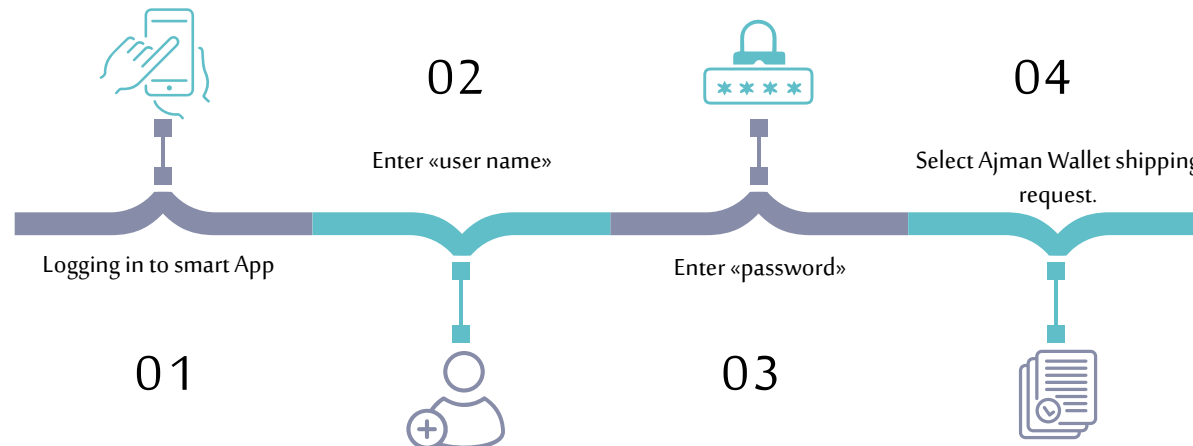 01
Logging in to smart App
02
Enter «user name»
03
Enter «password»
****
04
Select Ajman Wallet shipping
request.